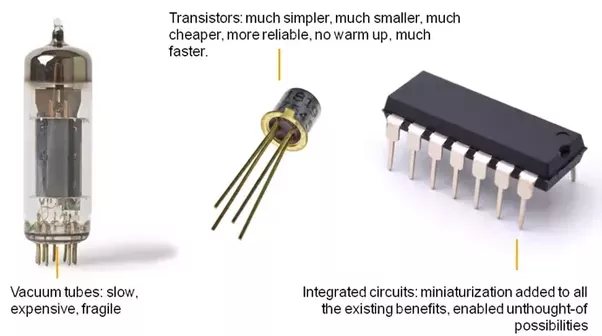 Transistors: much simpler, much smaller, much
cheaper, more reliable, no warm up, much
faster.
Vacuum tubes: slow,
expensive, fragile
Integrated circuits: miniaturization added to all
the existing benefits, enabled unthought-of
possibilities